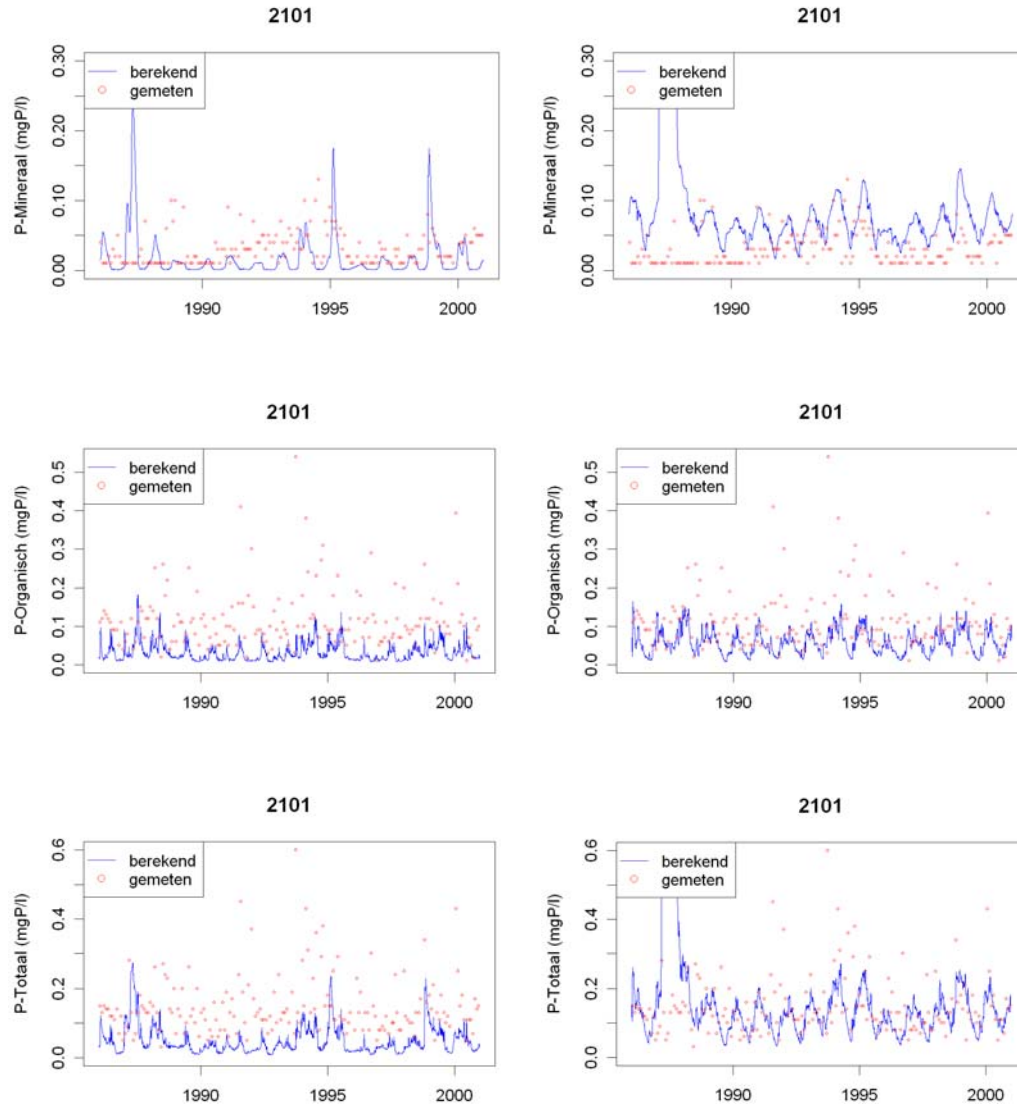 2101
P-Mineraal (mgP/l)
0.00
0.10
0.20
0.30
berekend
gemeten
1990
1995
2000
2101
P-Mineraal (mgP/l)
0.00
0.10
0.20
0.30
berekend
gemeten
1990
1995
2000
2101
P-Organisch (mgP/l)
0.0
0.1
0.2
0.3
0.4
0.5
berekend
gemeten
1990
1995
2000
2101
P-Organisch (mgP/l)
0.0
0.1
0.2
0.3
0.4
0.5
berekend
gemeten
1990
1995
2000
2101
P-Totaal (mgP/l)
0.0
0.2
0.4
0.6
berekend
gemeten
1990
1995
2000
2101
P-Totaal (mgP/l)
0.0
0.2
0.4
0.6
berekend
gemeten
1990
1995
2000